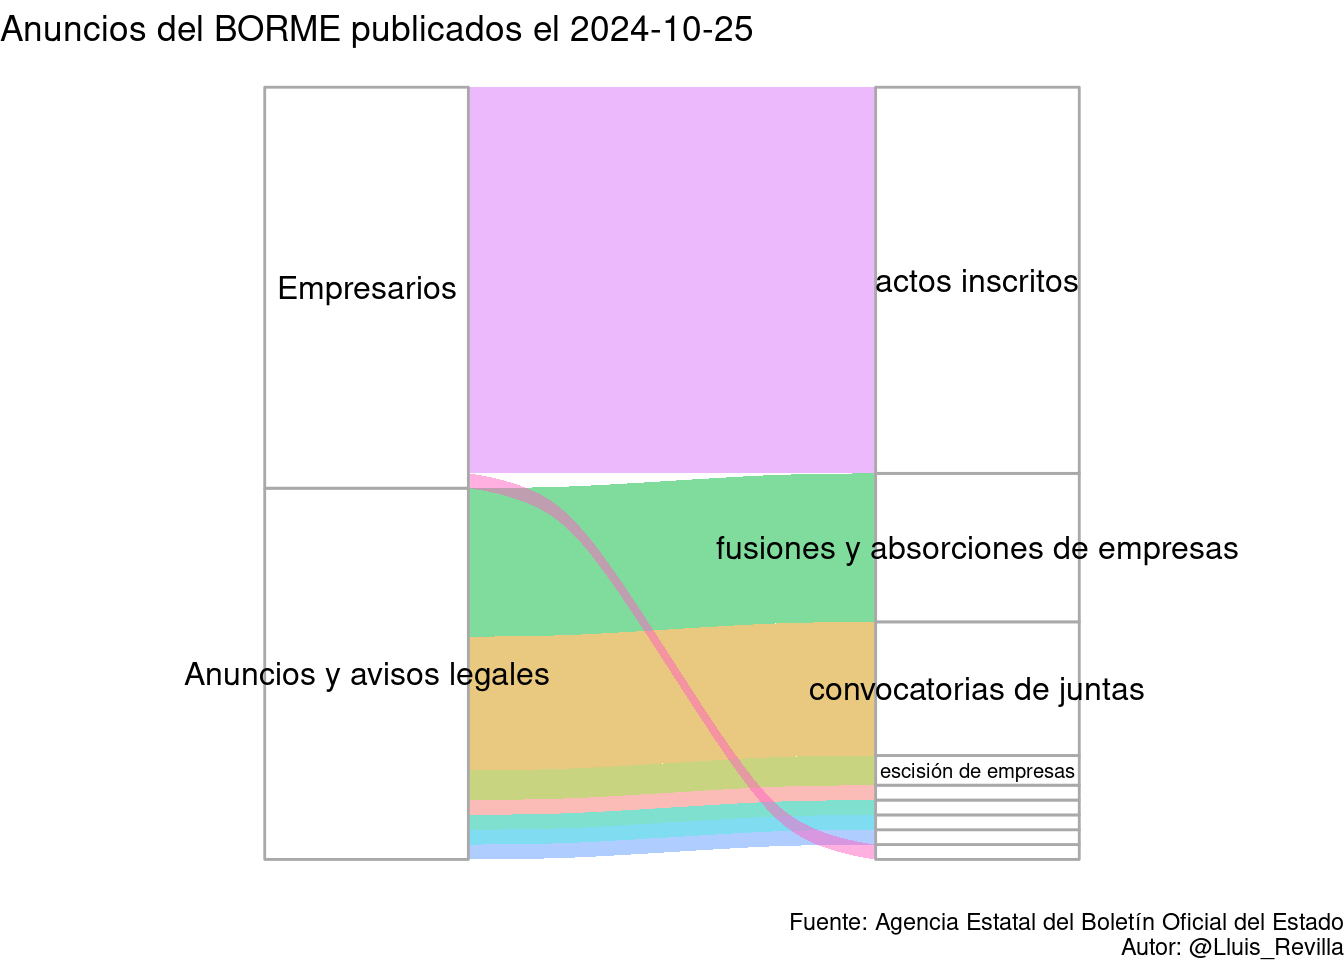 Anuncios del BORME publicados el 2024-10-25
Empresarios
actos inscritos
fusiones y absorciones de empresas
Anuncios y avisos legales
convocatorias de juntas
escisión de empresas
Fuente: Agencia Estatal del Boletín Oficial del Estado
Autor: @Lluis_Revilla